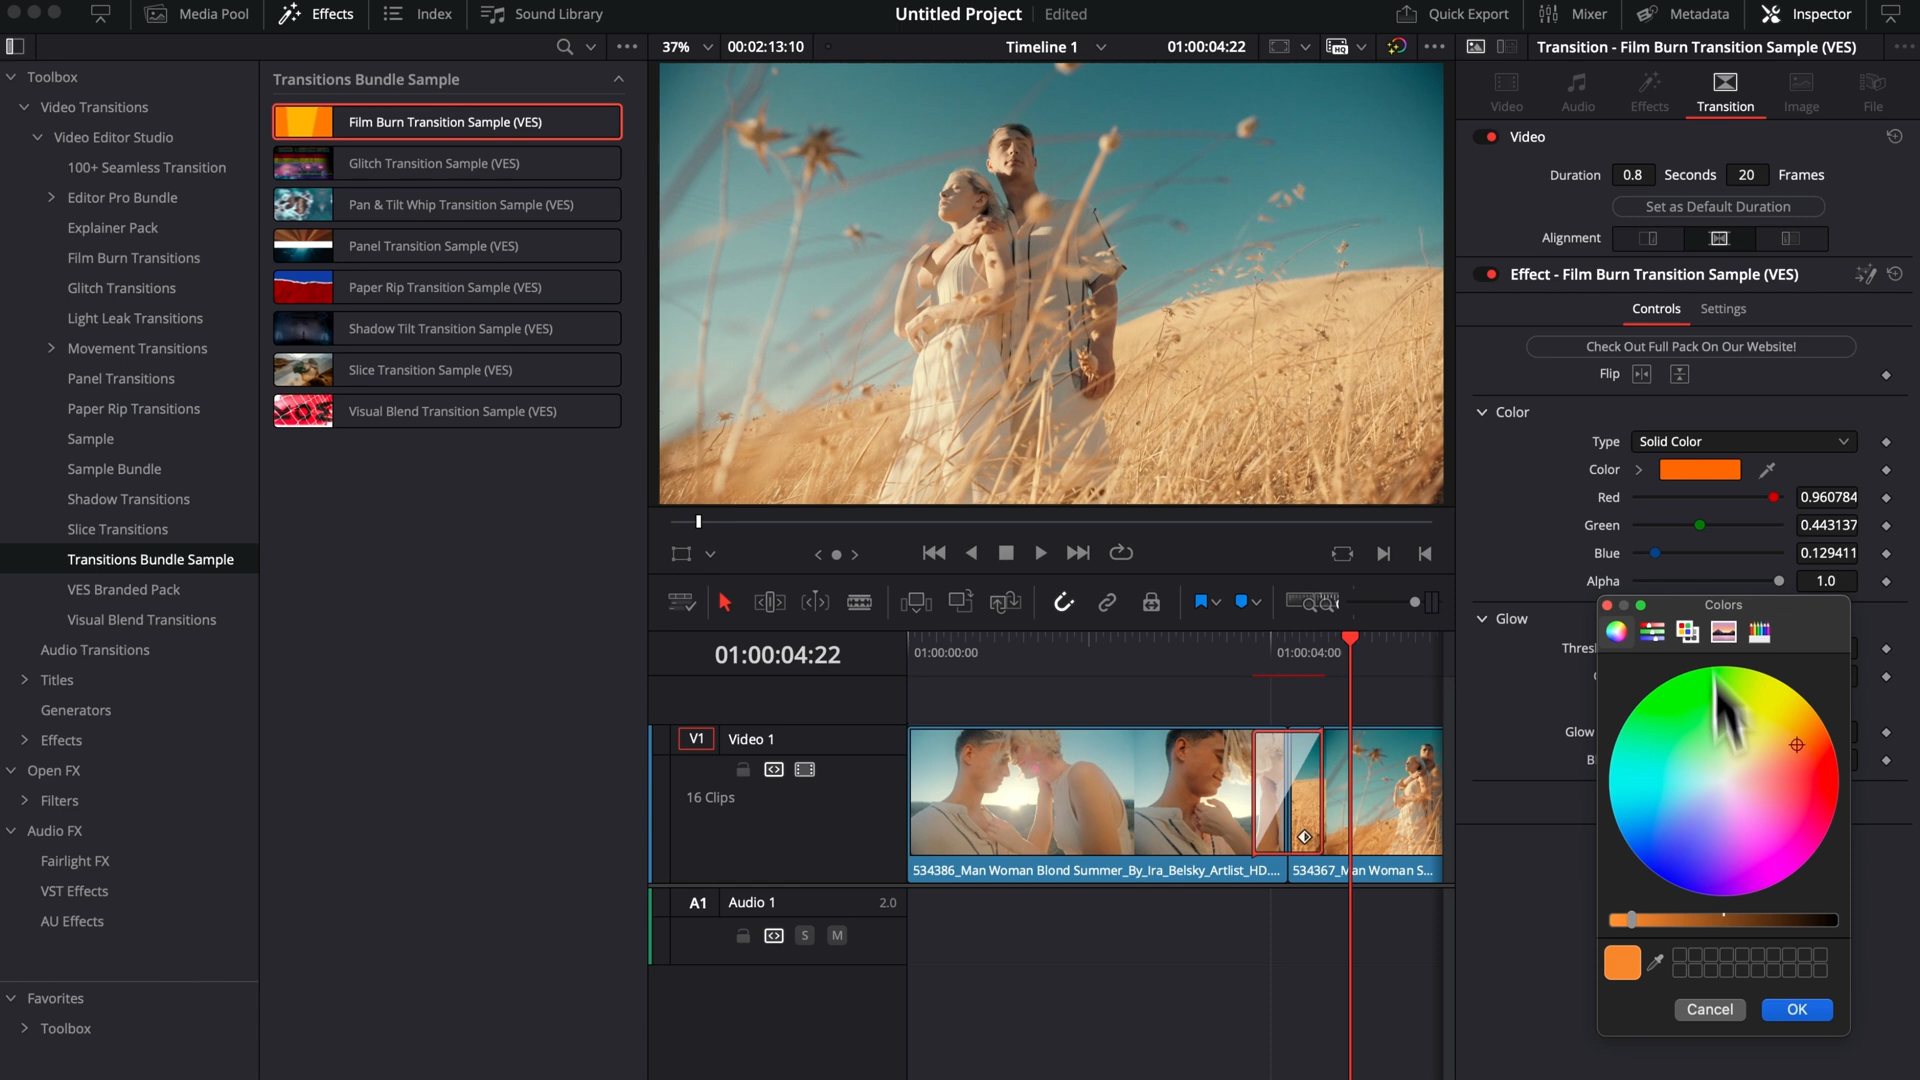 Media Pool
Effects
Index
Sound Library
Untitled Project
Edited
Quick Export
Mixer
Metadata
Inspector
37%
00:02:13:10
Timeline 1
01:00:04:22
Transition - Film Burn Transition Sample (VES)
Toolbox
Video Transitions
Video Editor Studio
100+ Seamless Transition
Editor Pro Bundle
Explainer Pack
Film Burn Transitions
Glitch Transitions
Light Leak Transitions
Movement Transitions
Panel Transitions
Paper Rip Transitions
Sample
Sample Bundle
Shadow Transitions
Slice Transitions
Transitions Bundle Sample
VES Branded Pack
Visual Blend Transitions
Audio Transitions
Titles
Generators
Effects
Open FX
Filters
Audio FX
Fairlight FX
VST Effects
AU Effects
Favorites
Toolbox
Transitions Bundle Sample
Film Burn Transition Sample (VES)
Glitch Transition Sample (VES)
Pan & Tilt Whip Transition Sample (VES)
Panel Transition Sample (VES)
Paper Rip Transition Sample (VES)
Shadow Tilt Transition Sample (VES)
Slice Transition Sample (VES)
Visual Blend Transition Sample (VES)
01:00:04:22
01:00:00:00
01:00:04:00
V1
Video 1
16 Clips
534386_Man Woman Blond Summer_By_Ira_Belsky_Artlist_HD....
534367_Man Woman S...
A1
Audio 1
2.0
S
M
Video
Audio
Effects
Transition
Image
File
Video
Duration
0.8
Seconds
20
Frames
Set as Default Duration
Alignment
Effect - Film Burn Transition Sample (VES)
Controls
Settings
Check Out Full Pack On Our Website!
Flip
Color
Type
Solid Color
Color
Red
0.960784
Green
0.443137
Blue
0.129411
Alpha
1.0
Glow
Thres
Glow
Colors
Cancel
OK